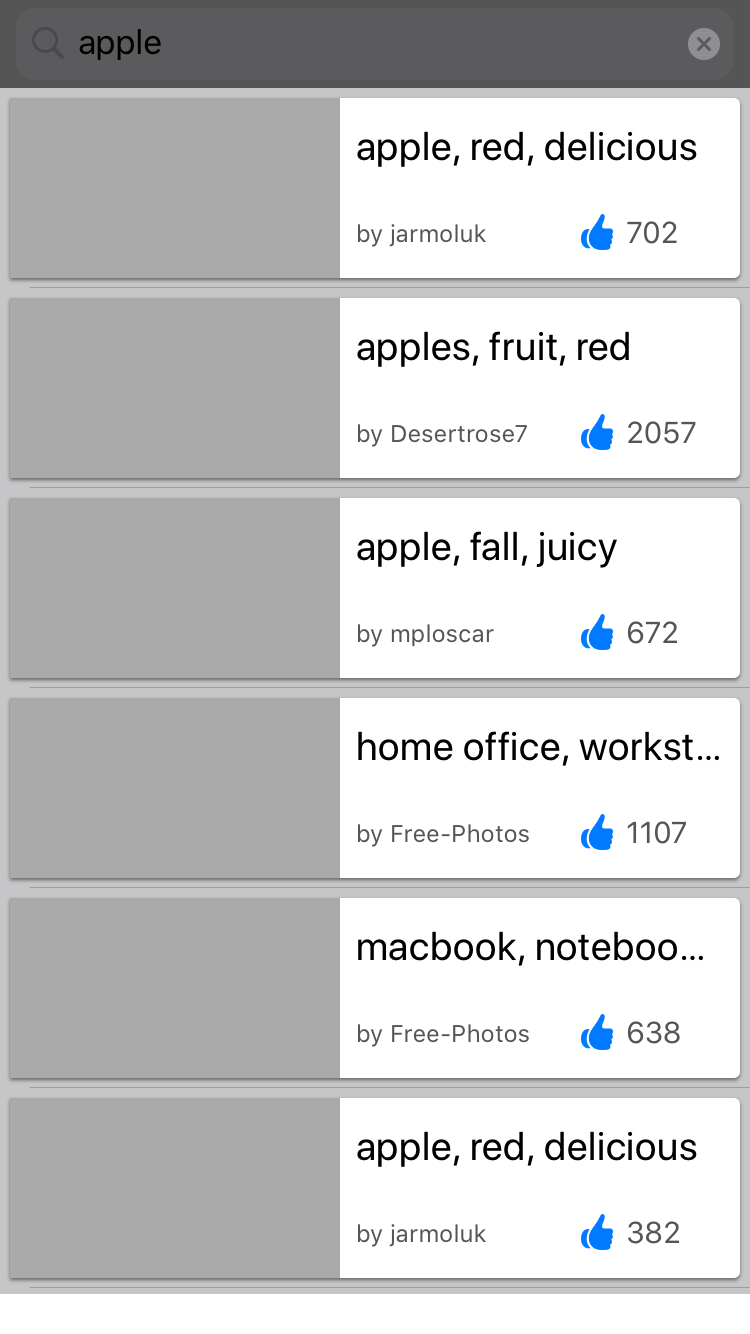 apple
apple, red, delicious
by jarmoluk 702
apples, fruit, red
by Desertrose7 2057
apple, fall, juicy
by mploscar 672
home office, workst...
by Free-Photos 1107
macbook, noteboo...
by Free-Photos 638
apple, red, delicious
by jarmoluk 382